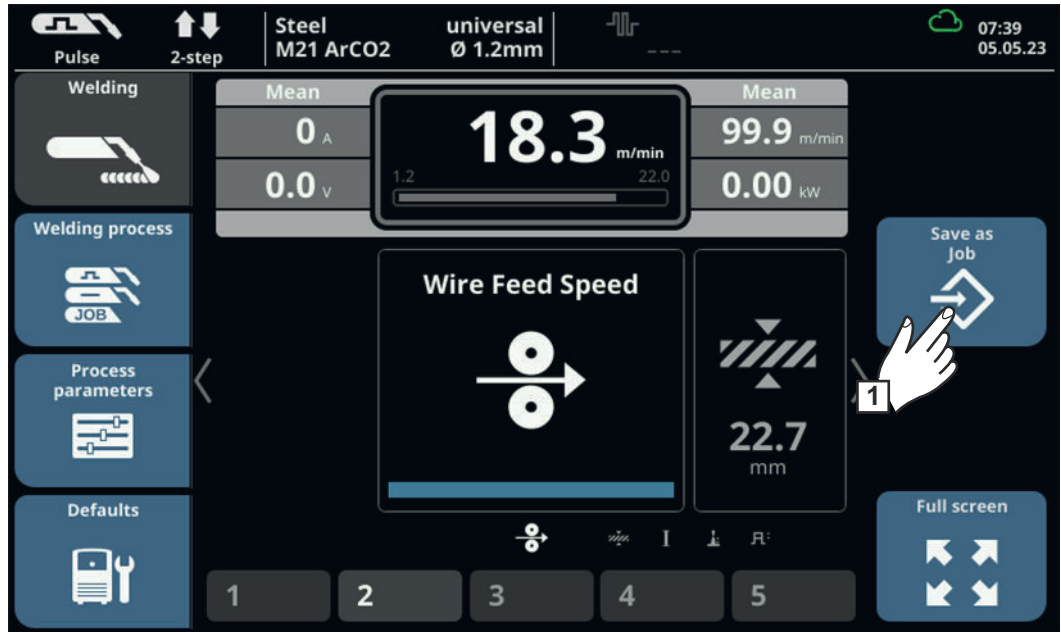 Pulse
2-step
Steel universal
M21 ArCO2 Ø 1.2mm
---
07:39
05.05.23
Welding
Welding process
JOB
Process
parameters
Defaults
Mean
0 A
0.0 V
18.3 m/min
1.2 22.0
Mean
99.9 m/min
0.00 kW
Wire Feed Speed
22.7
mm
I
1 2 3 4 5
Save as
Job
1
Full screen